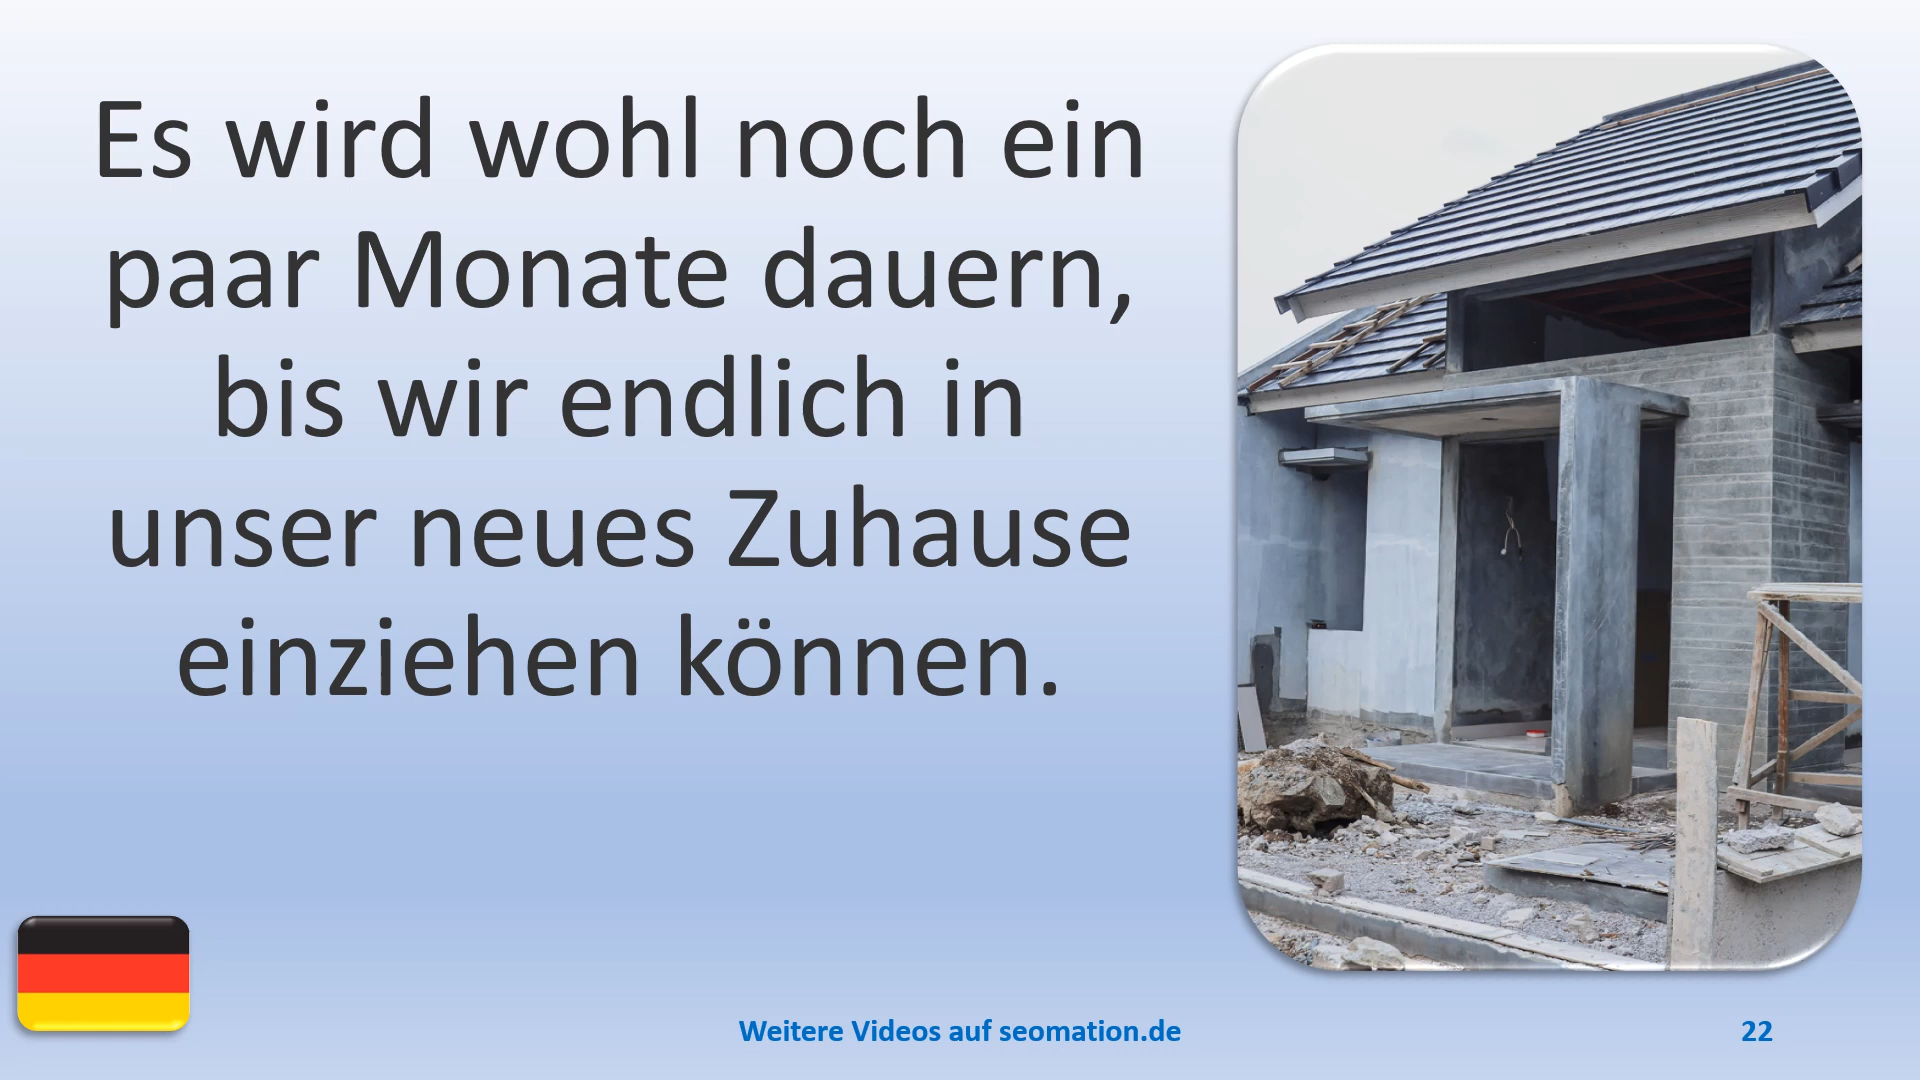 Es wird wohl noch ein
paar Monate dauern,
bis wir endlich in
unser neues Zuhause
einziehen können.
Weitere Videos auf seomation.de
22